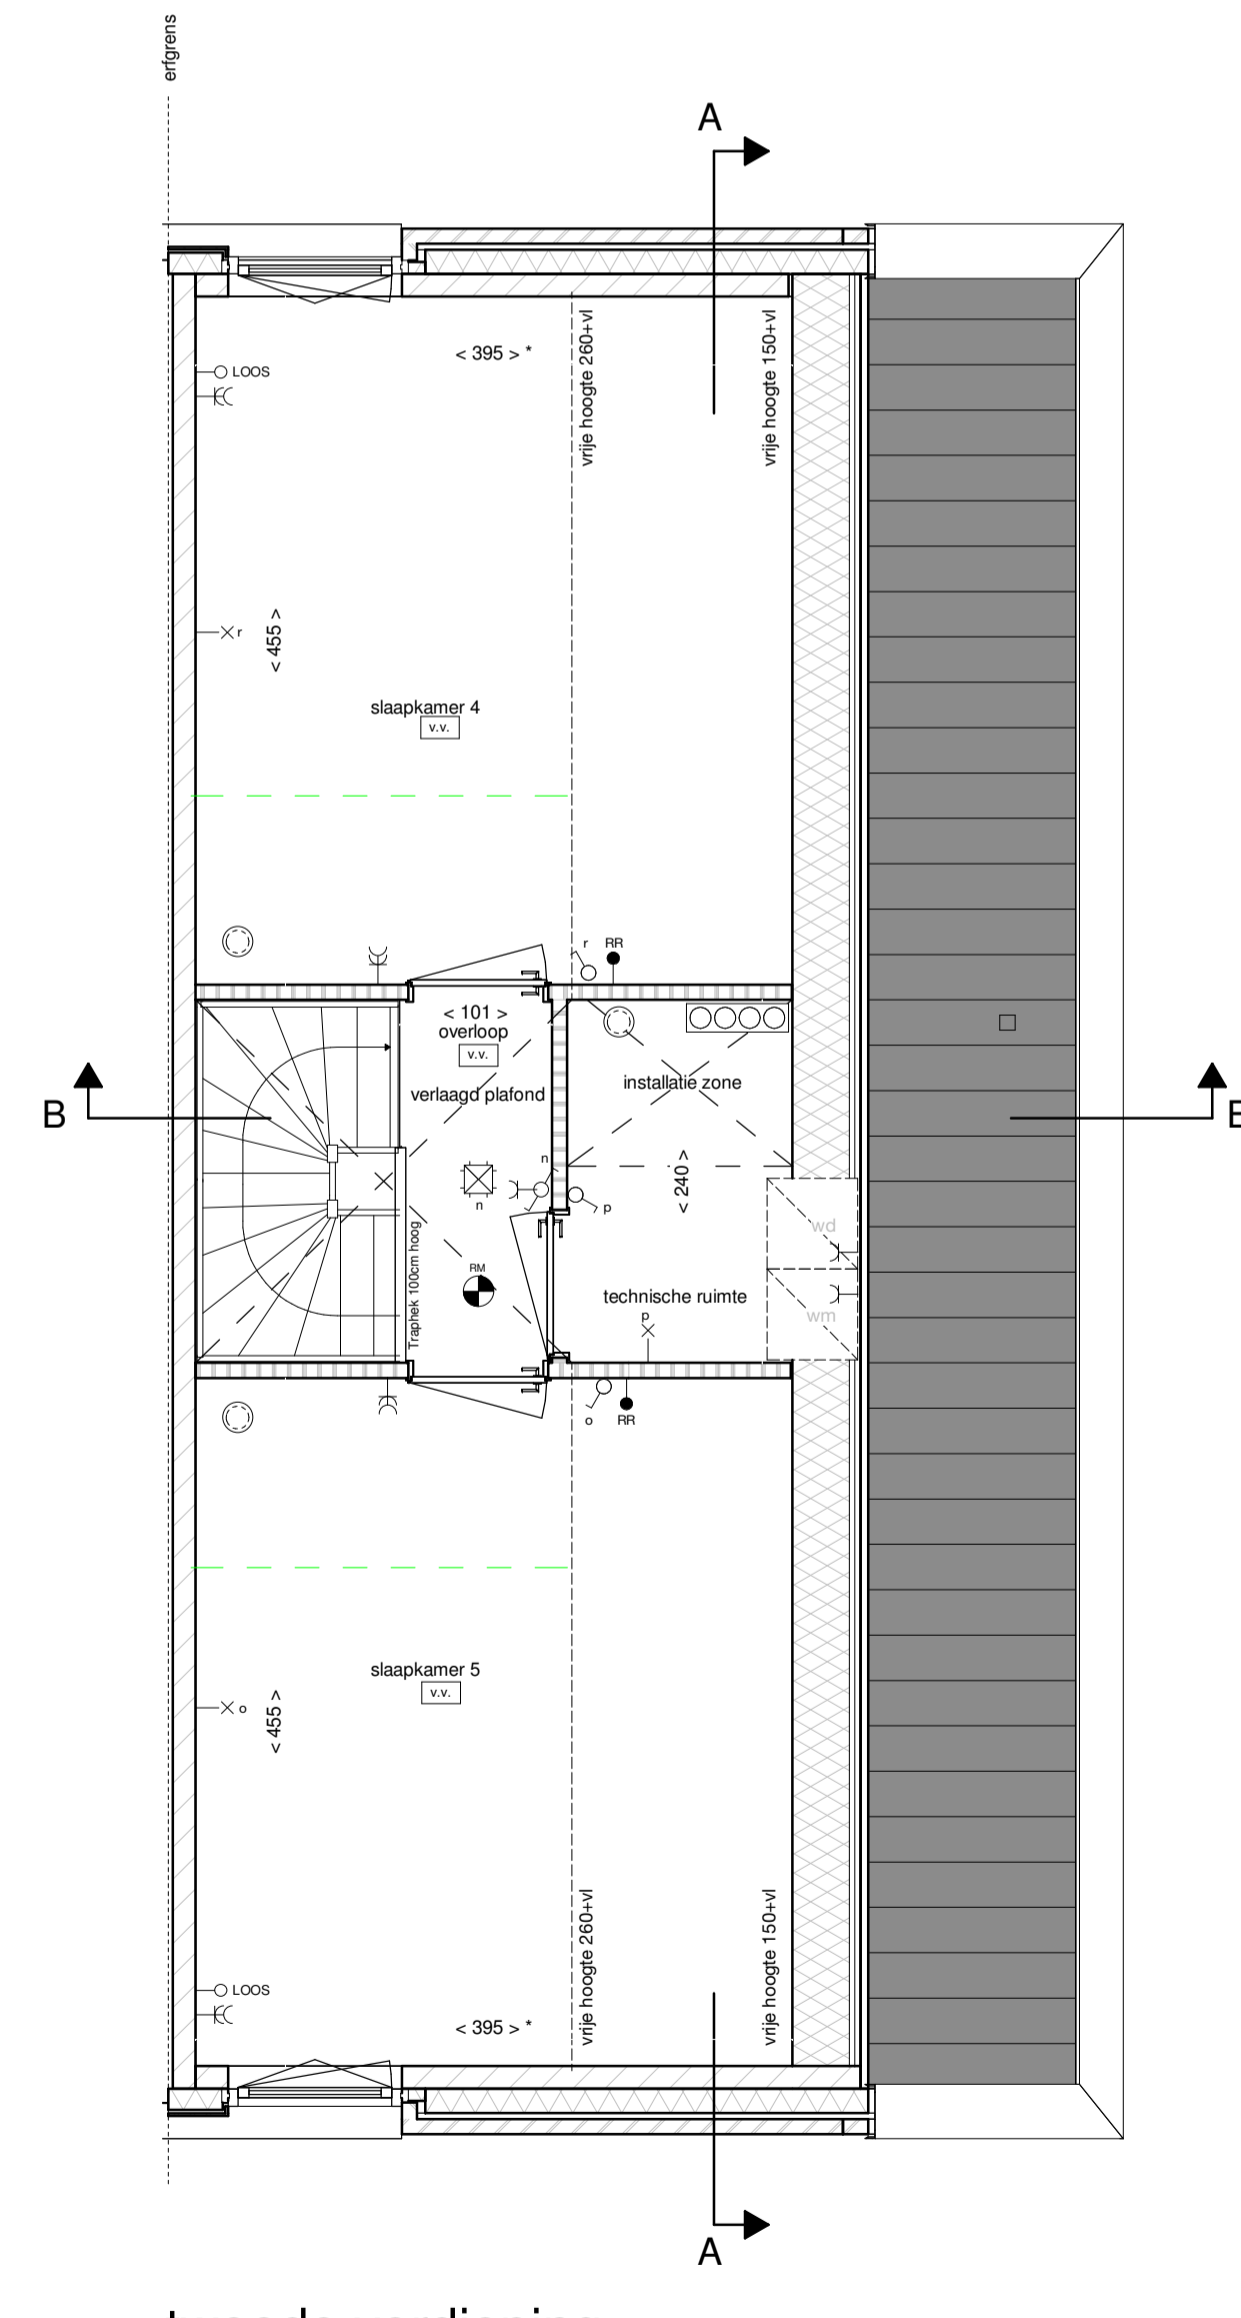 erfgrens
A
< 395 > *
vrije hoogte 260+vl
vrije hoogte 150+vl
LOOS
r
< 455 >
slaapkamer 4
v.v.
r
RR
< 101 >
overloop
v.v.
verlaagd plafond
installatie zone
B
n
< 240 >
n
p
wd
Traphek 100cm hoog
RM
technische ruimte
p
wm
o
RR
slaapkamer 5
v.v.
o
< 455 >
vrije hoogte 260+vl
vrije hoogte 150+vl
LOOS
< 395 > *
A